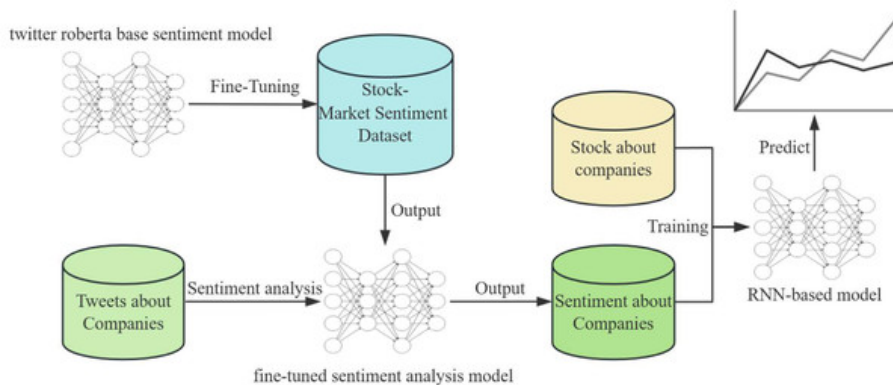 twitter roberta base sentiment model
Fine-Tuning
Stock-
Market Sentiment
Dataset
Output
Tweets about
Companies
Sentiment analysis
fine-tuned sentiment analysis model
Output
Stock about
companies
Sentiment about
Companies
Training
Predict
RNN-based model